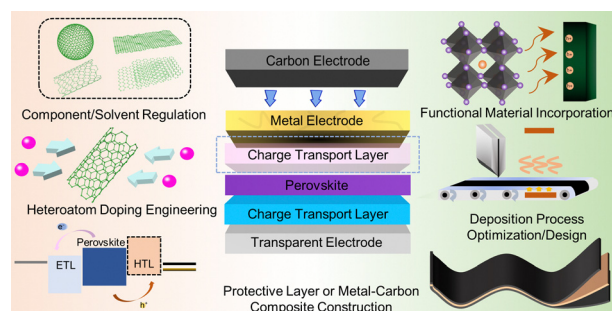 Component/Solvent Regulation
Heteroatom Doping Engineering
ETL
Perovskite
HTL
h⁺
Carbon Electrode
Metal Electrode
Charge Transport Layer
Perovskite
Charge Transport Layer
Transparent Electrode
Protective Layer or Metal-Carbon
Composite Construction
Functional Material Incorporation
Deposition Process
Optimization/Design